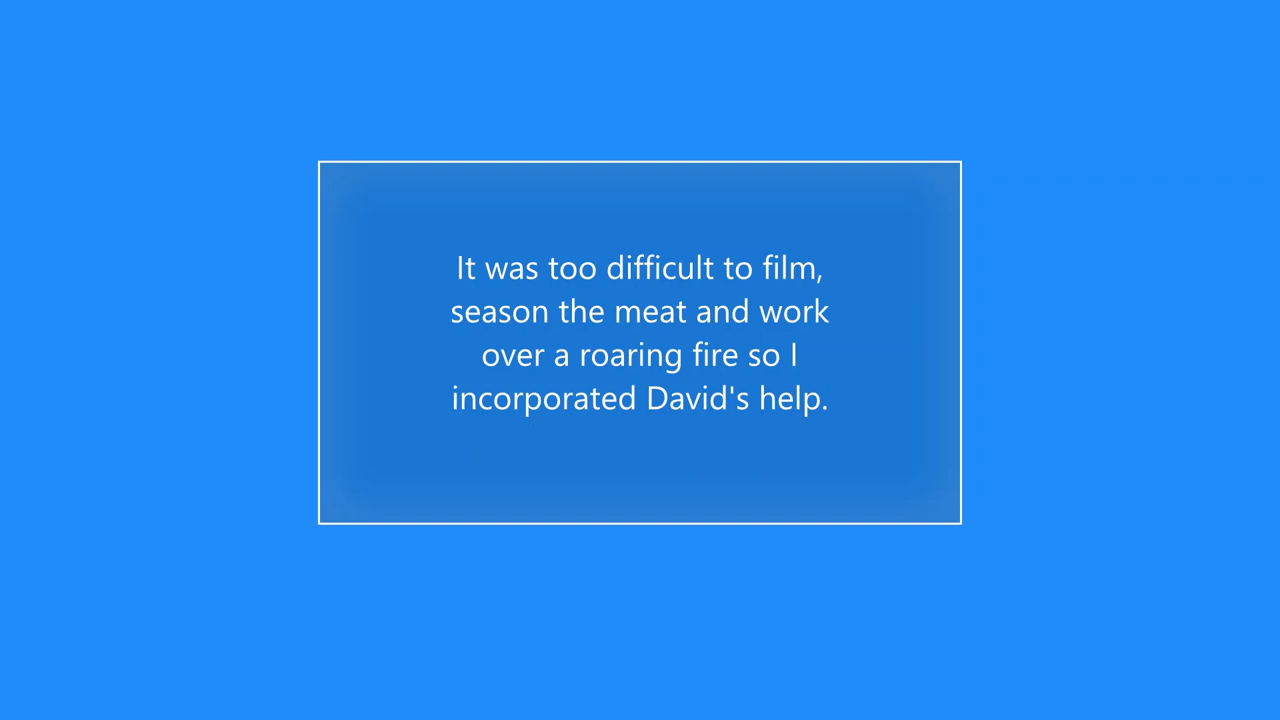 It was too difficult to film,
season the meat and work
over a roaring fire so I
incorporated David's help.